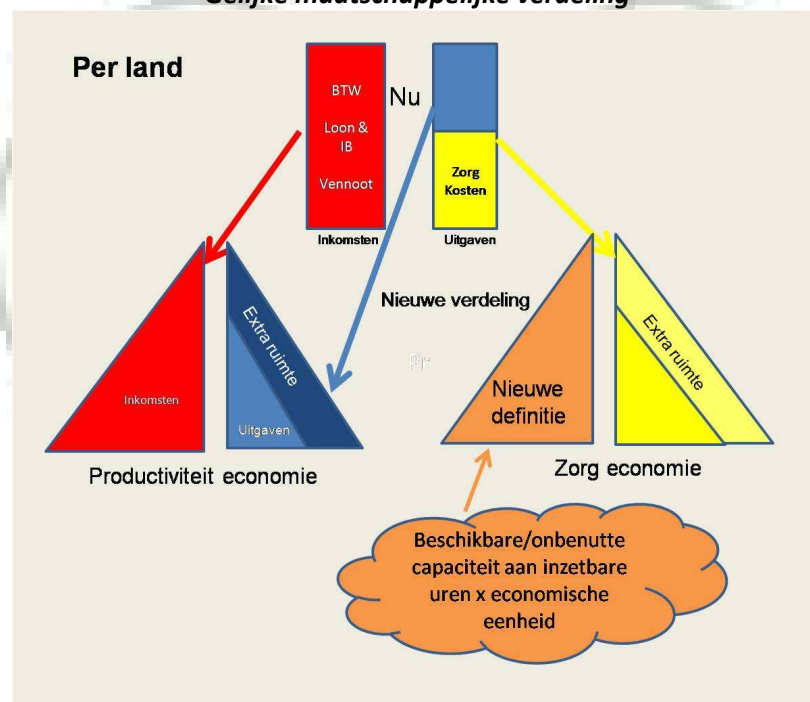 Gelijke maatschappelijke verdeling
Per land
BTW
Loon &
IB
Vennoot
Nu
Zorg
Kosten
Inkomsten
Uitgaven
Nieuwe verdeling
Extra ruimte
Inkomsten
Uitgaven
Productiviteit economie
Nieuwe
definitie
Extra ruimte
Zorg economie
Beschikbare/onbenutte
capaciteit aan inzetbare
uren x economische
eenheid